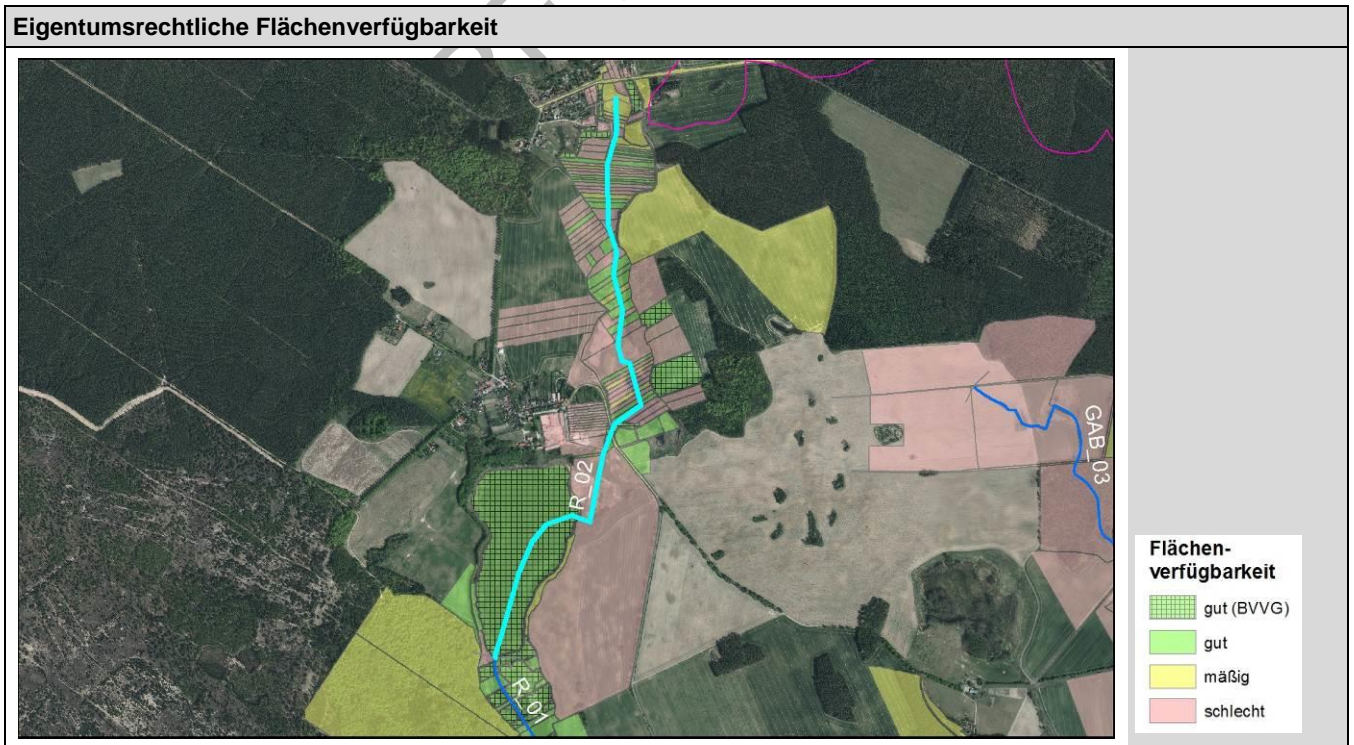 Eigentumsrechtliche Flächenverfügbarkeit
GAB_03
R_02
R_01
Flächen-
verfügbarkeit
gut (BVVG)
gut
mäßig
schlecht